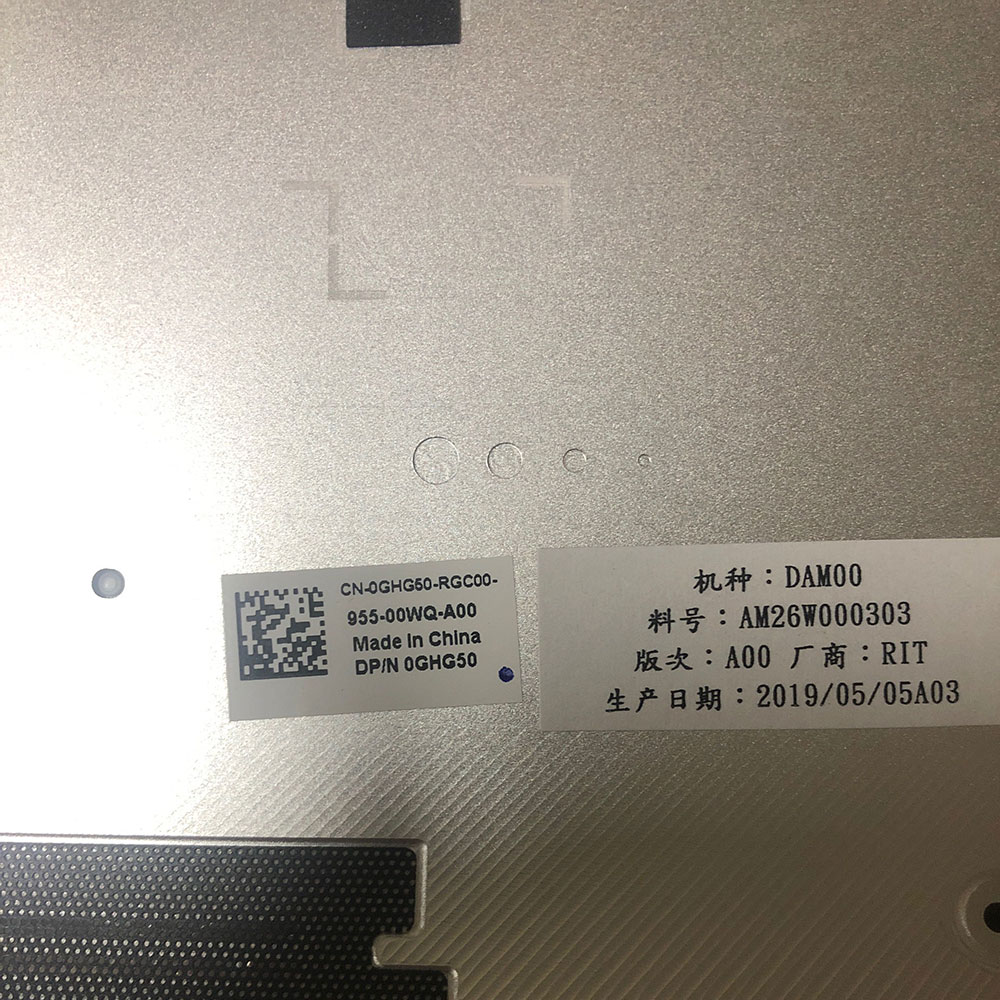 CN-0GHG50-RGC00-
955-00WQ-A00
Made In China
DP/N 0GHG50
机种：DAM00
料号：AM26W000303
版次：A00 厂商：RIT
生产日期：2019/05/05A03